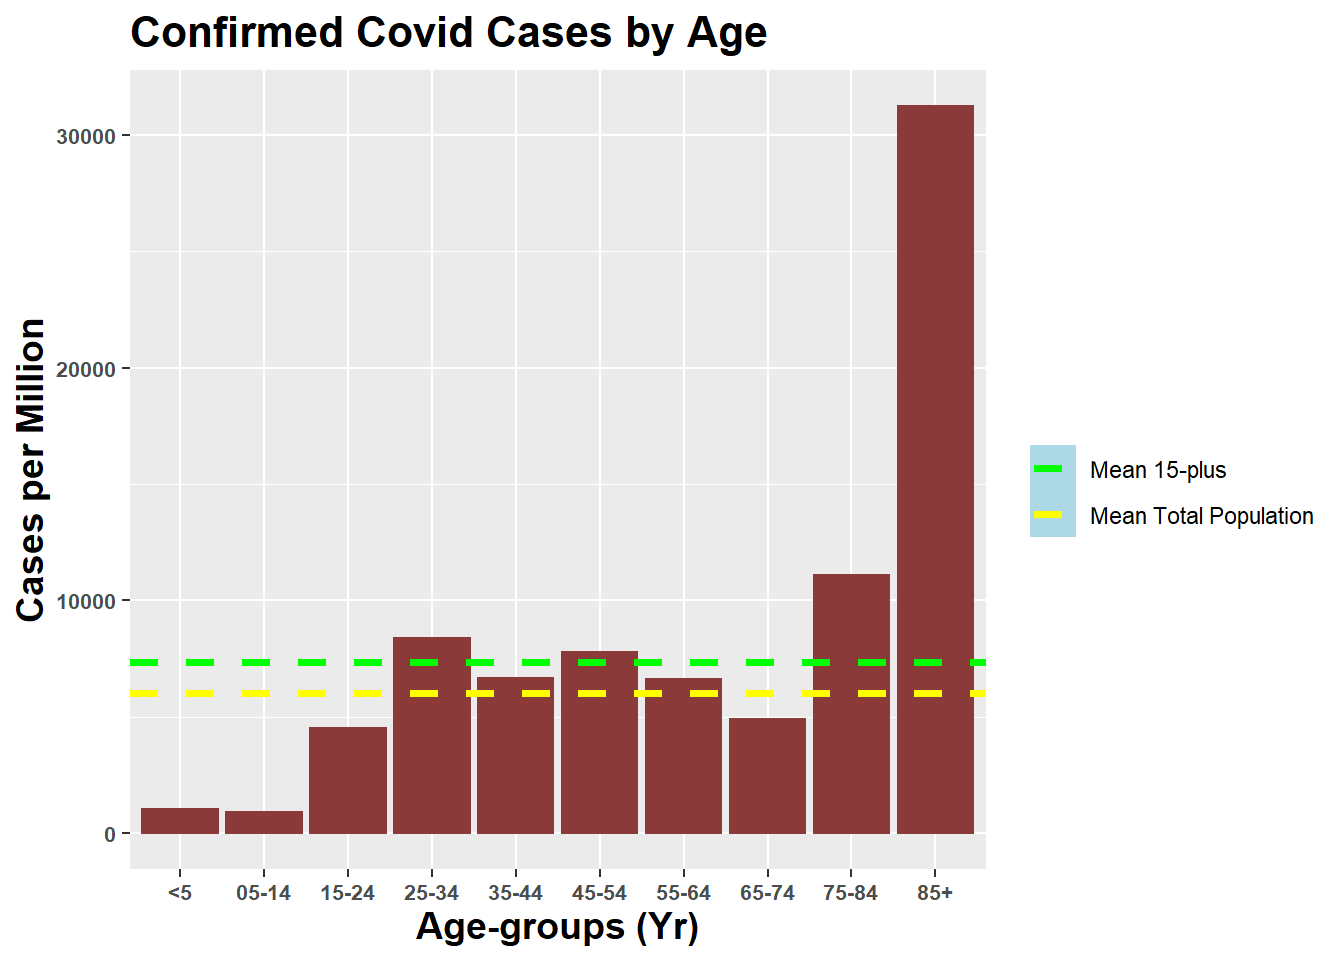 Confirmed Covid Cases by Age
Cases per Million
30000
20000
10000
0
<5 05-14 15-24 25-34 35-44 45-54 55-64 65-74 75-84 85+
Age-groups (Yr)
Mean 15-plus
Mean Total Population